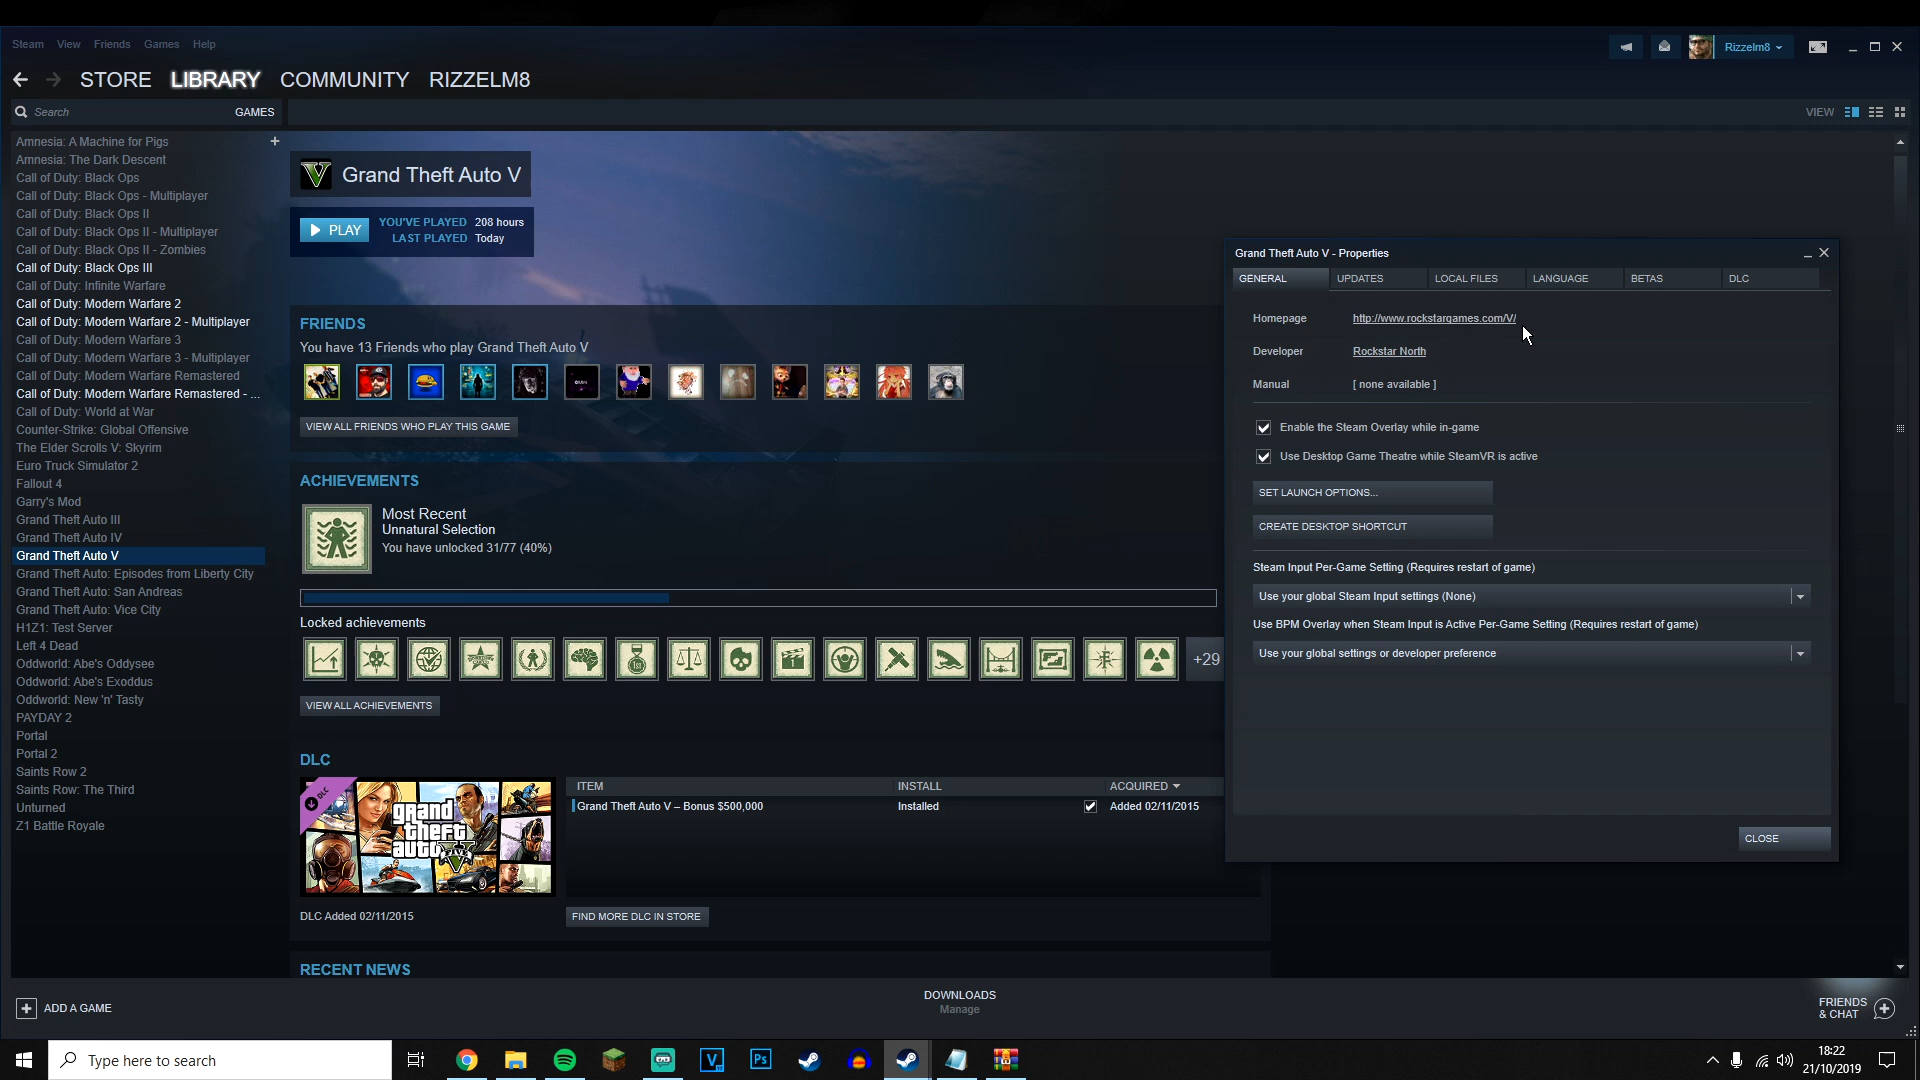 Steam View Friends Games Help
Rizzelm8
STORE LIBRARY COMMUNITY RIZZELM8
Search GAMES
VIEW
Amnesia: A Machine for Pigs
Amnesia: The Dark Descent
Call of Duty: Black Ops
Call of Duty: Black Ops - Multiplayer
Call of Duty: Black Ops II
Call of Duty: Black Ops II - Multiplayer
Call of Duty: Black Ops II - Zombies
Call of Duty: Black Ops III
Call of Duty: Infinite Warfare
Call of Duty: Modern Warfare 2
Call of Duty: Modern Warfare 2 - Multiplayer
Call of Duty: Modern Warfare 3
Call of Duty: Modern Warfare 3 - Multiplayer
Call of Duty: Modern Warfare Remastered
Call of Duty: Modern Warfare Remastered - ...
Call of Duty: World at War
Counter-Strike: Global Offensive
The Elder Scrolls V: Skyrim
Euro Truck Simulator 2
Fallout 4
Garry's Mod
Grand Theft Auto III
Grand Theft Auto IV
Grand Theft Auto V
Grand Theft Auto: Episodes from Liberty City
Grand Theft Auto: San Andreas
Grand Theft Auto: Vice City
H1Z1: Test Server
Left 4 Dead
Oddworld: Abe's Oddysee
Oddworld: Abe's Exoddus
Oddworld: New 'n' Tasty
PAYDAY 2
Portal
Portal 2
Saints Row 2
Saints Row: The Third
Unturned
Z1 Battle Royale
Grand Theft Auto V
PLAY
YOU'VE PLAYED 208 hours
LAST PLAYED Today
FRIENDS
You have 13 Friends who play Grand Theft Auto V
VIEW ALL FRIENDS WHO PLAY THIS GAME
ACHIEVEMENTS
Most Recent
Unnatural Selection
You have unlocked 31/77 (40%)
Locked achievements
+29
VIEW ALL ACHIEVEMENTS
DLC
DLC
grand
theft
auto
FIVE
ITEM INSTALL ACQUIRED
Grand Theft Auto V – Bonus $500,000 Installed Added 02/11/2015
DLC Added 02/11/2015
FIND MORE DLC IN STORE
RECENT NEWS
Grand Theft Auto V - Properties
GENERAL UPDATES LOCAL FILES LANGUAGE BETAS DLC
Homepage http://www.rockstargames.com/V/
Developer Rockstar North
Manual [ none available ]
Enable the Steam Overlay while in-game
Use Desktop Game Theatre while SteamVR is active
SET LAUNCH OPTIONS...
CREATE DESKTOP SHORTCUT
Steam Input Per-Game Setting (Requires restart of game)
Use your global Steam Input settings (None)
Use BPM Overlay when Steam Input is Active Per-Game Setting (Requires restart of game)
Use your global settings or developer preference
CLOSE
ADD A GAME
DOWNLOADS
Manage
FRIENDS
& CHAT
Type here to search
V
Ps
18:22
21/10/2019